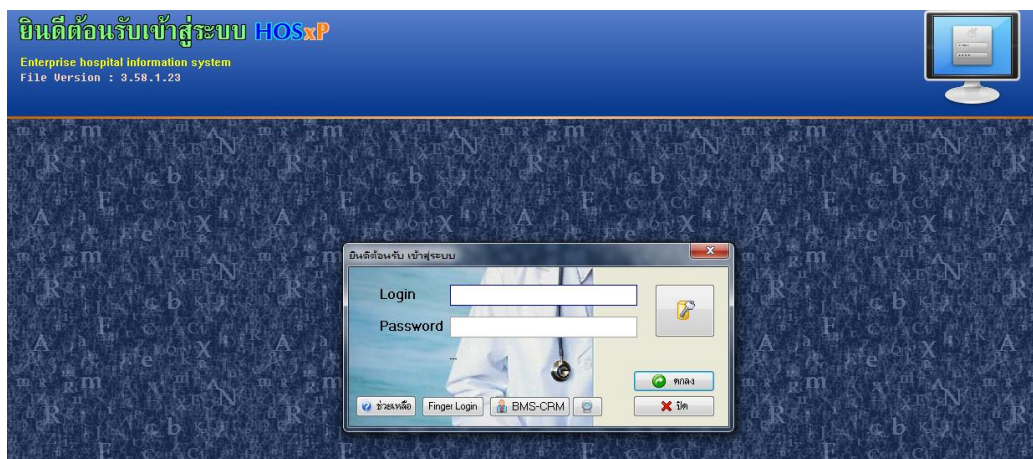 ยินดีต้อนรับเข้าสู่ระบบ HOSxP
Enterprise hospital information system
File Version : 3.58.1.23
ยินดีต้อนรับ เข้าสู่ระบบ
Login
Password
...
ตกลง
ช่วยเหลือ Finger Login BMS-CRM ปิด